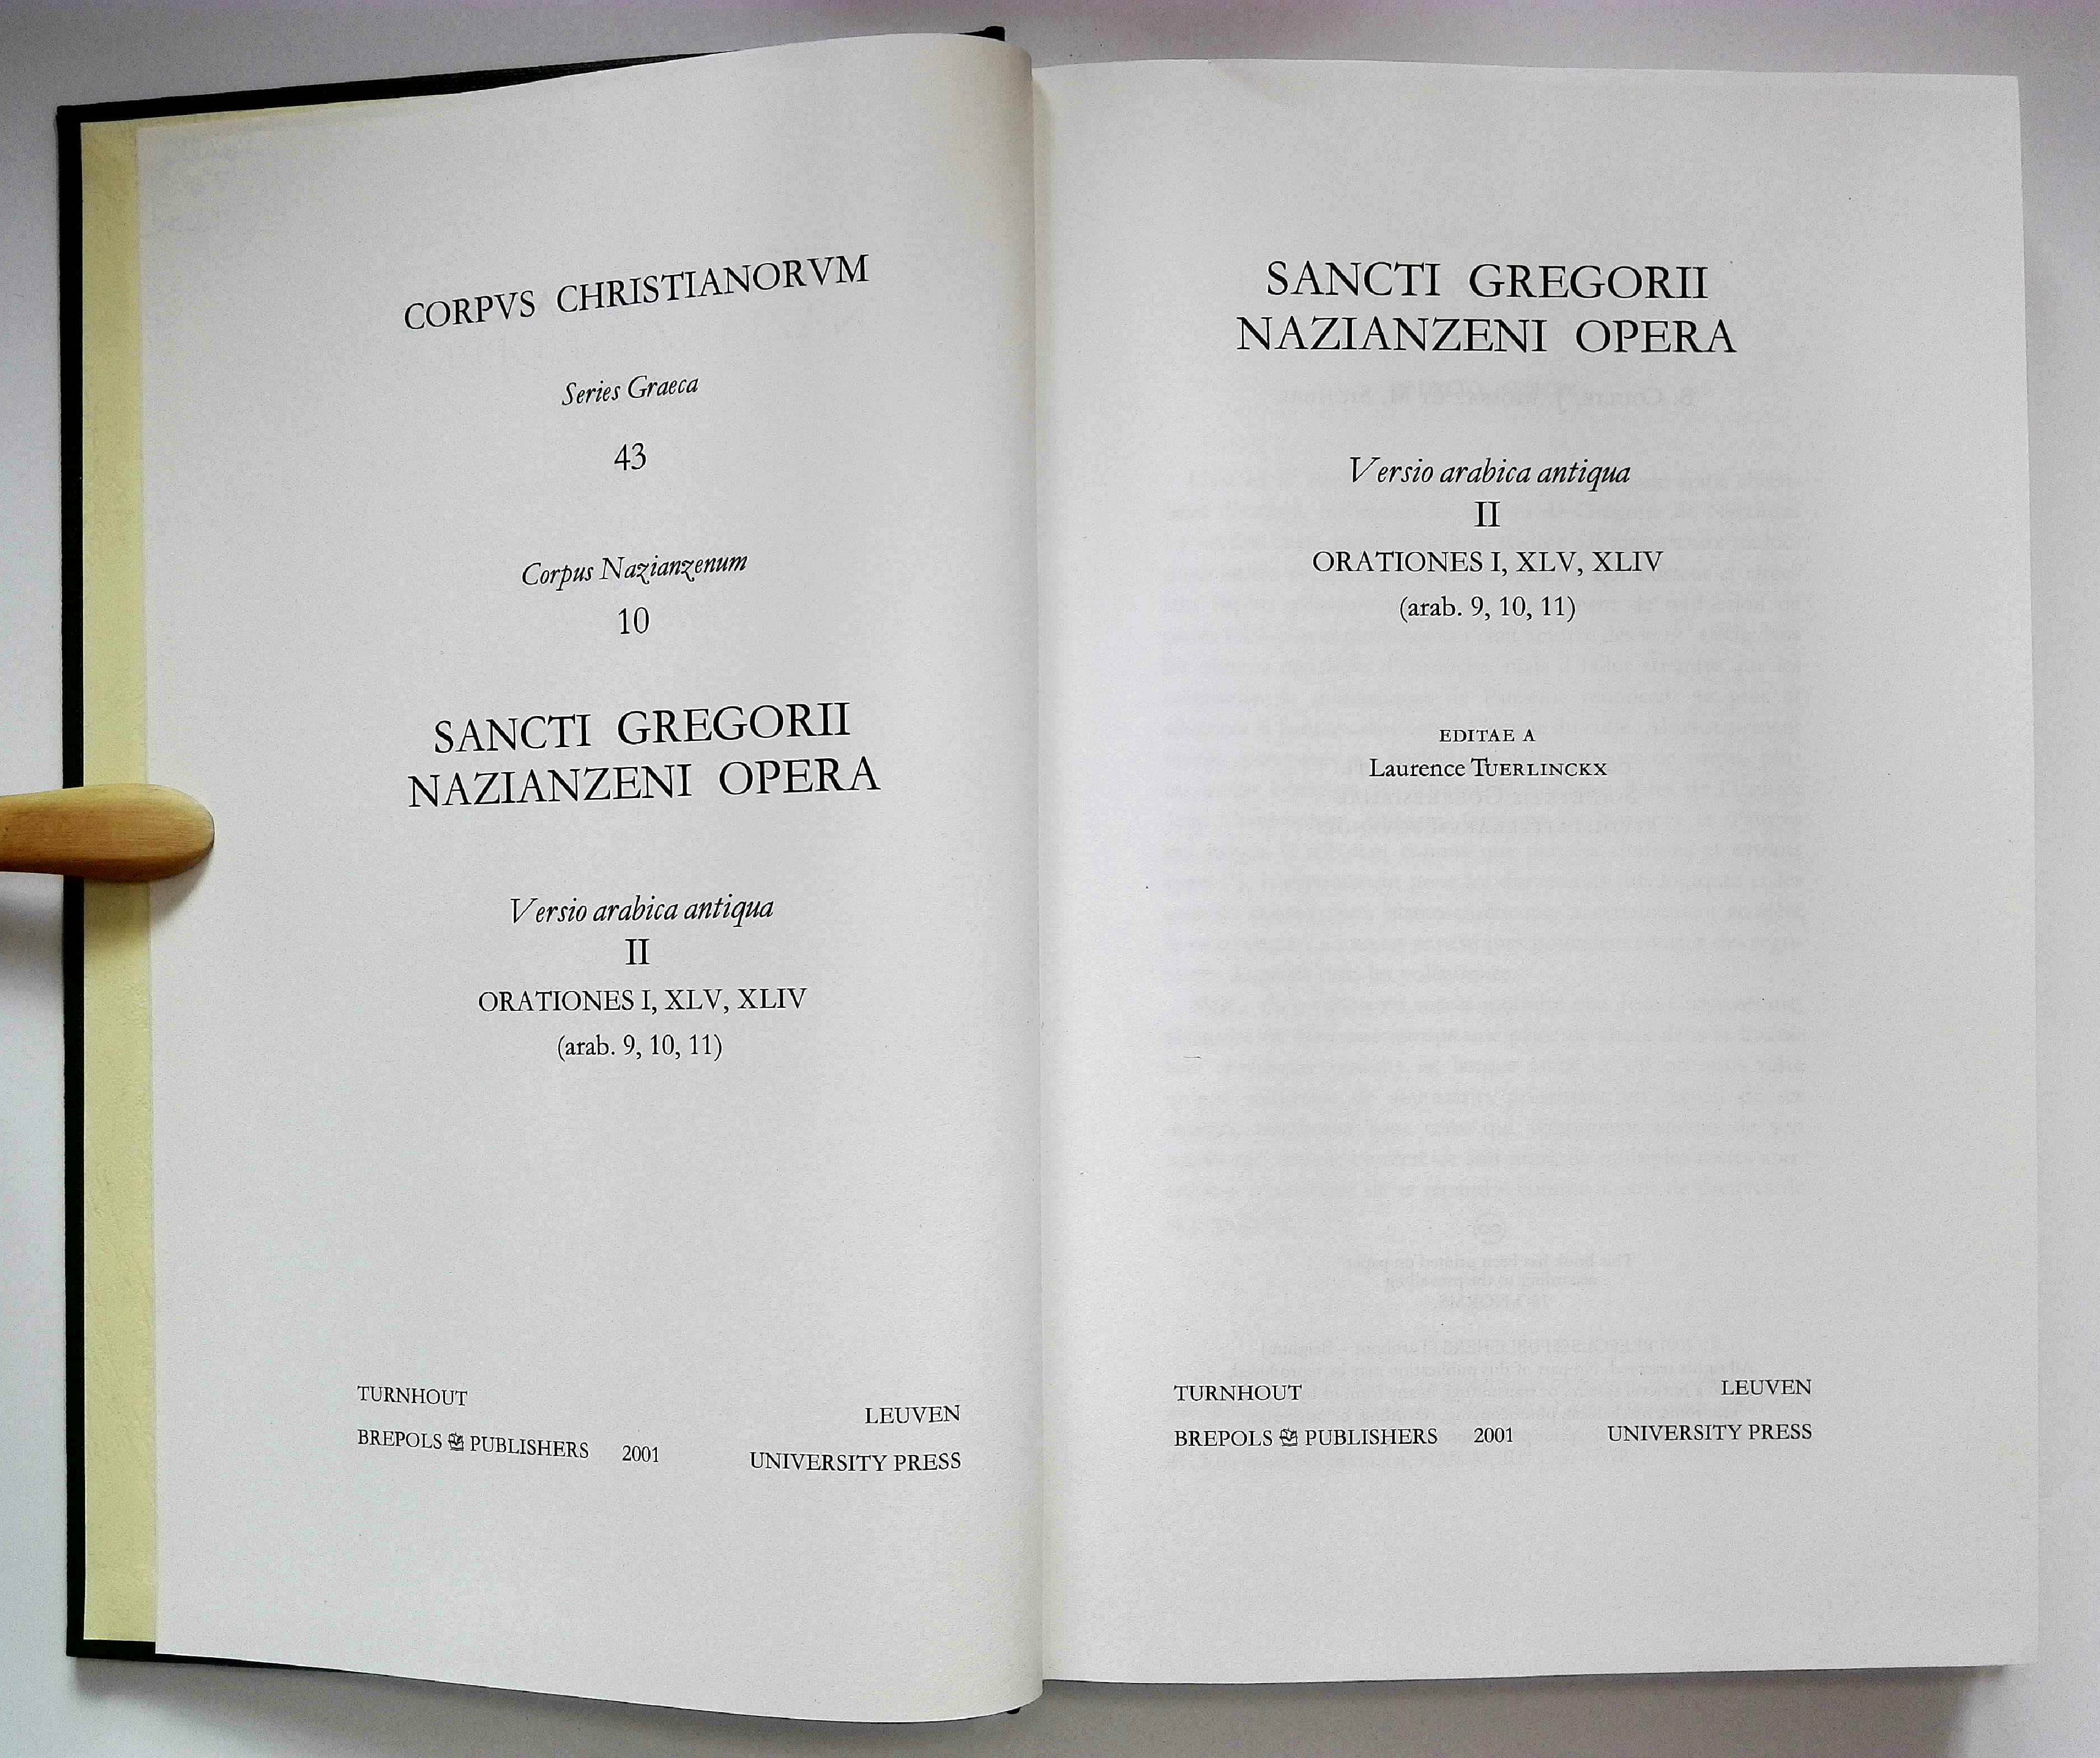 CORPVS CHRISTIANORVM
Series Graeca
43
Corpus Nazianzenum
10
SANCTI GREGORII
NAZIANZENI OPERA
Versio arabica antiqua
II
ORATIONES I, XLV, XLIV
(arab. 9, 10, 11)
TURNHOUT LEUVEN
BREPOLS PUBLISHERS 2001 UNIVERSITY PRESS
SANCTI GREGORII
NAZIANZENI OPERA
Versio arabica antiqua
II
ORATIONES I, XLV, XLIV
(arab. 9, 10, 11)
EDITAE A
Laurence TUERLINCKX
TURNHOUT LEUVEN
BREPOLS PUBLISHERS 2001 UNIVERSITY PRESS